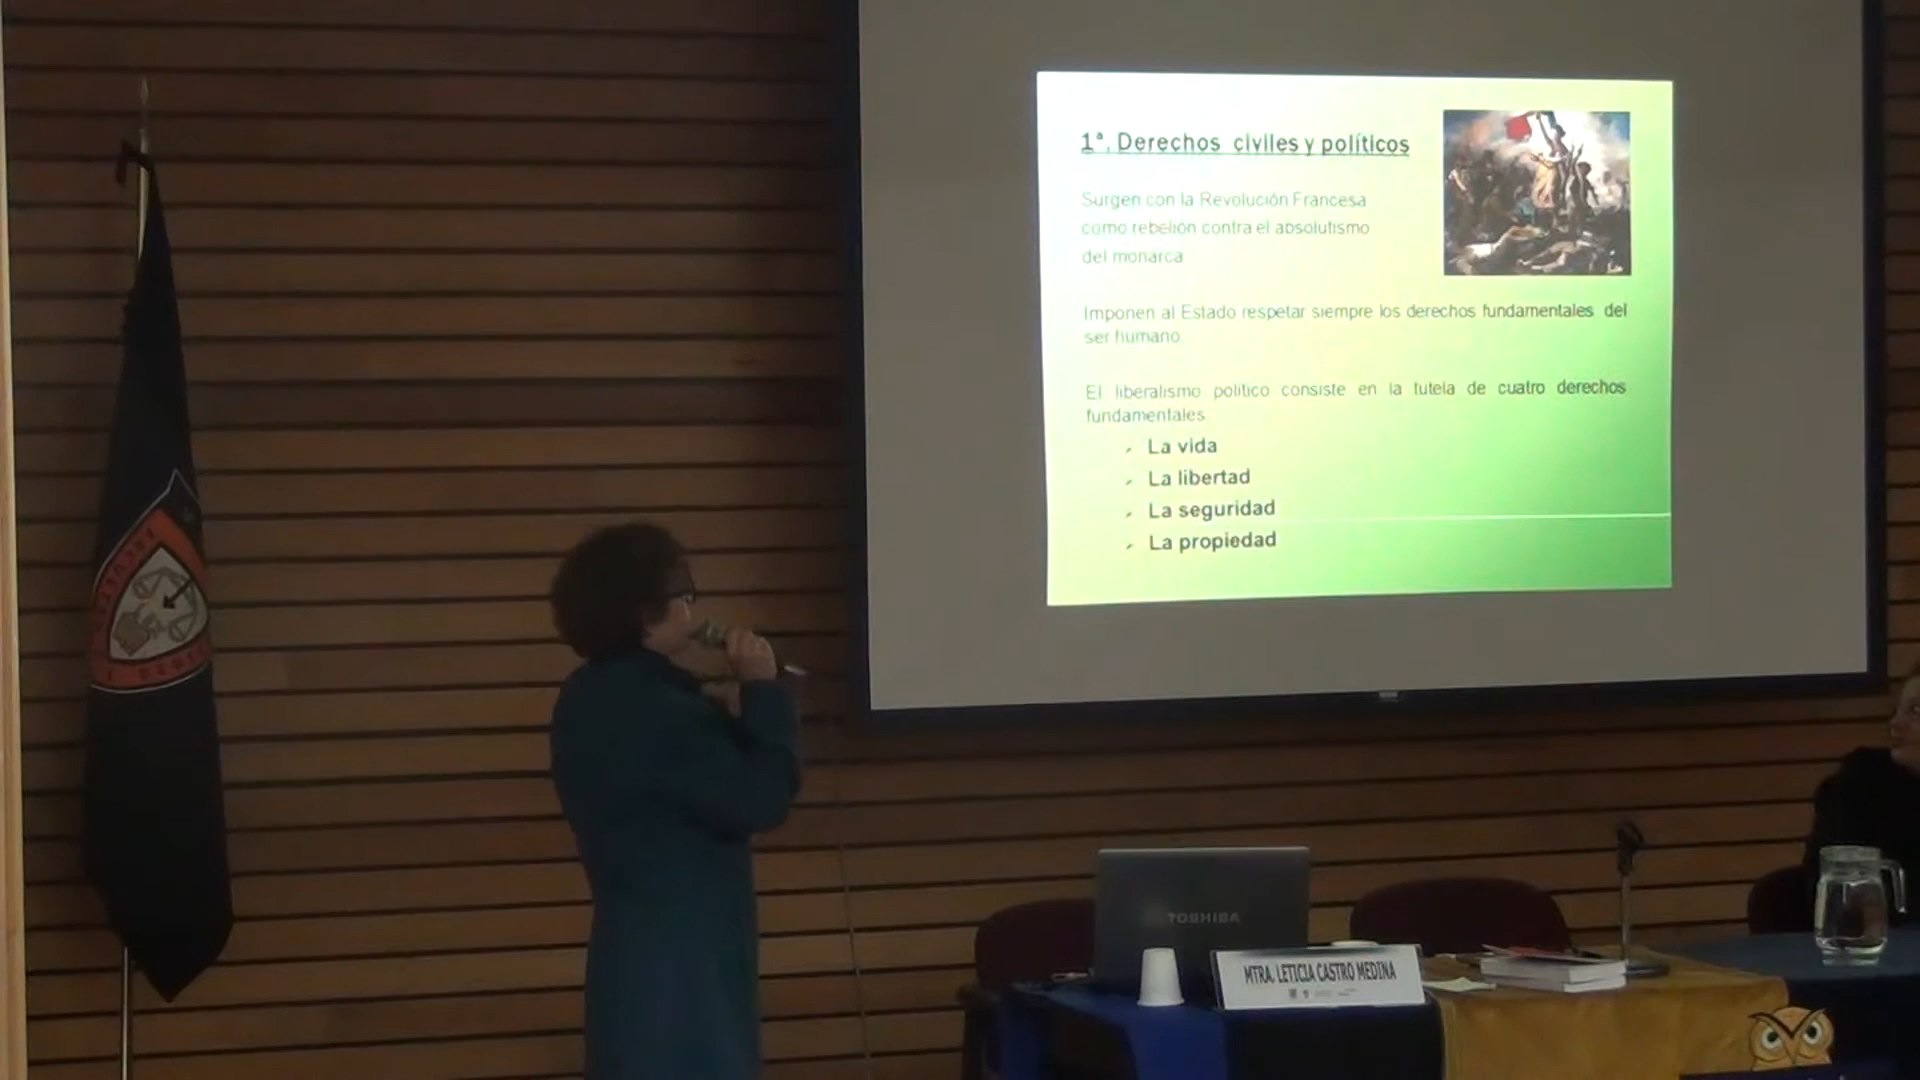 1ª. Derechos civiles y políticos
Surgen con la Revolución Francesa
como rebelión contra el absolutismo
del monarca
Imponen al Estado respetar siempre los derechos fundamentales del
ser humano
El liberalismo político consiste en la tutela de cuatro derechos
fundamentales
La vida
La libertad
La seguridad
La propiedad
TOSHIBA
MTRA. LETICIA CASTRO MEDINA